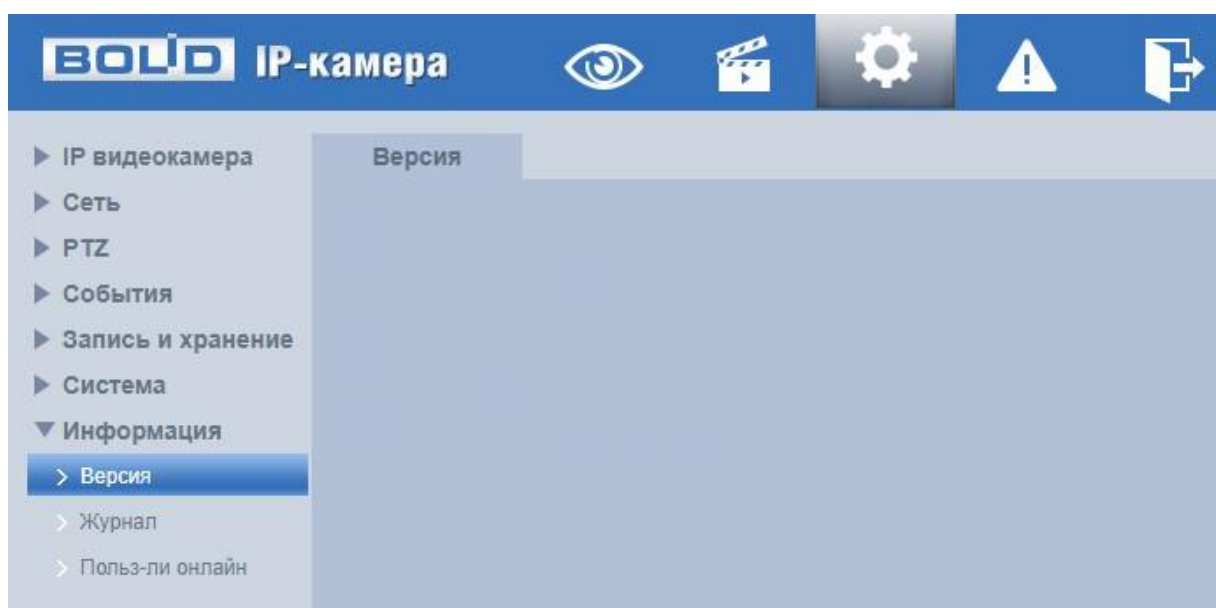 BOLID IP-камера
IP видеокамера
Версия
Сеть
PTZ
События
Запись и хранение
Система
Информация
Версия
Журнал
Польз-ли онлайн